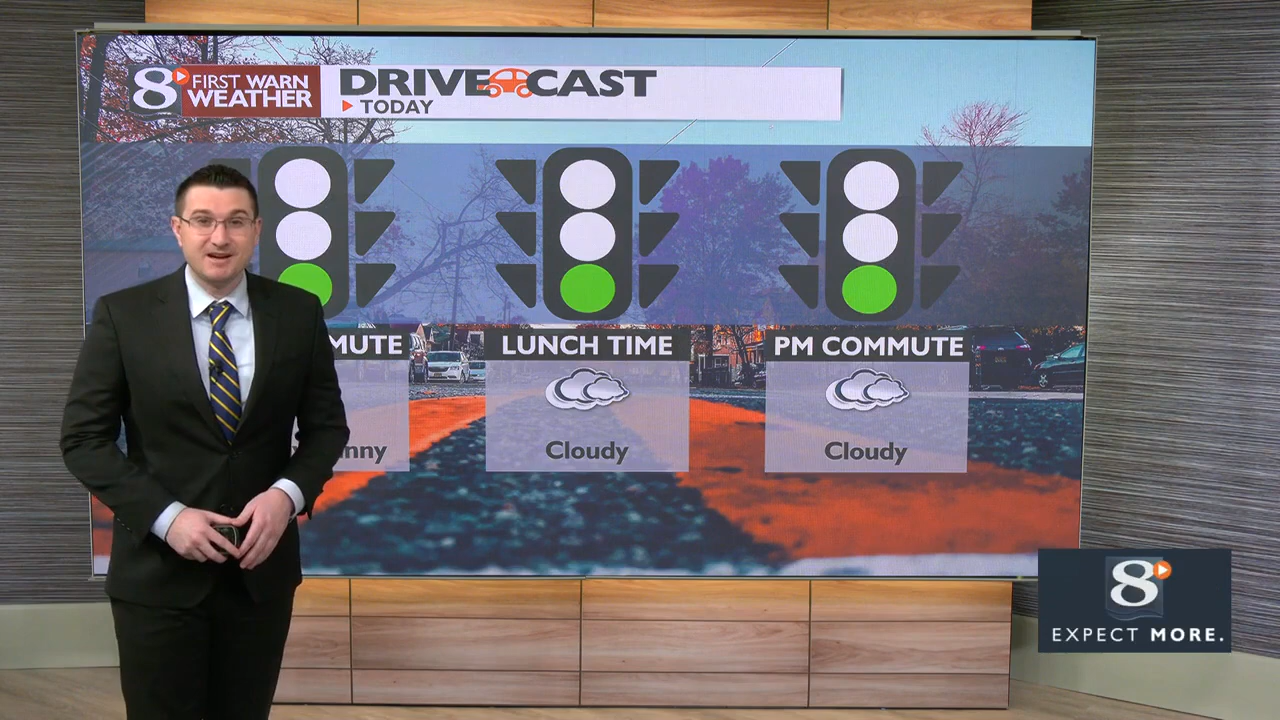 8 FIRST WARN
WEATHER
DRIVE CAST
TODAY
MUTE
LUNCH TIME
PM COMMUTE
nny
Cloudy
Cloudy
8
EXPECT MORE.